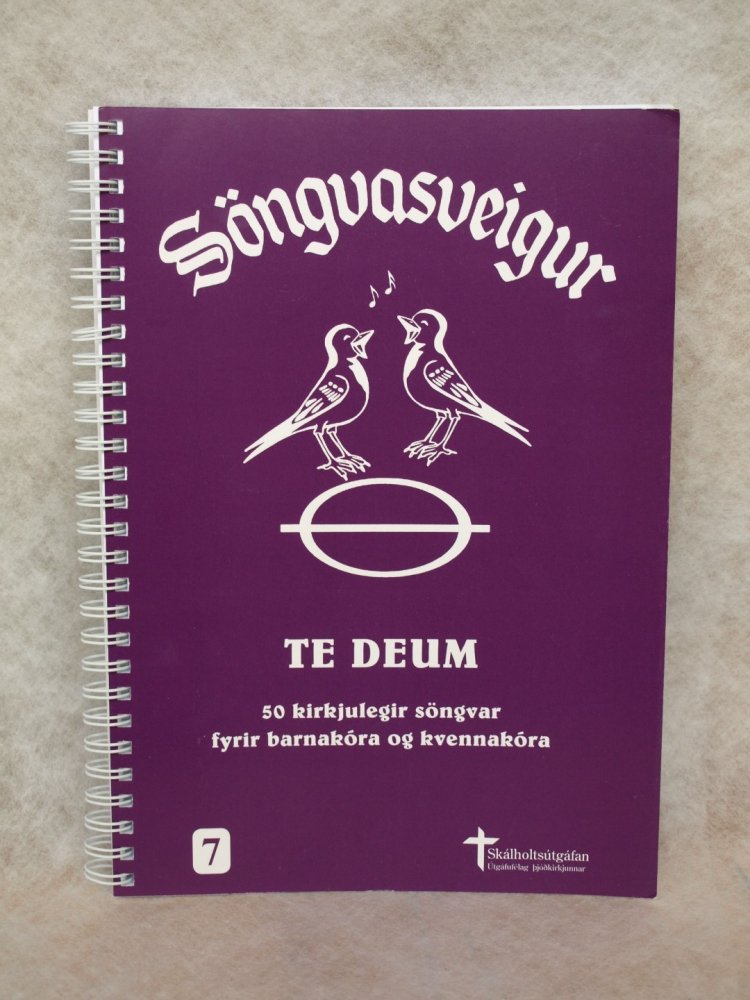 Söngvasveigur
TE DEUM
50 kirkjulegir söngvar
fyrir barnakóra og kvennakóra
7
Skálholtsútgáfan
Útgáfufélag þjóðkirkjunnar